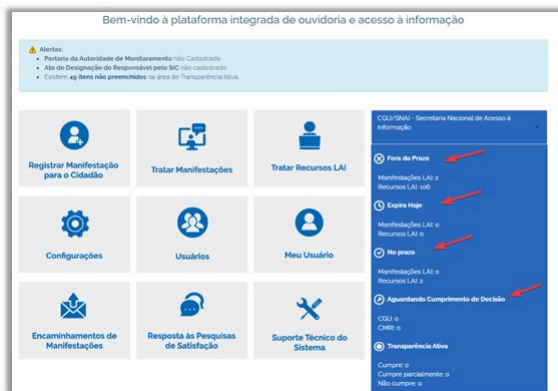 Bem-vindo à plataforma integrada de ouvidoria e acesso à informação
Alertas:
Portaria da Autoridade de Monitoramento não Cadastrada.
Ato de Designação do Responsável pelo SIC não cadastrado.
Existem 49 itens não preenchidos na área de Transparência Ativa.
Registrar Manifestação
para o Cidadão
Tratar Manifestações
Tratar Recursos LAI
Configurações
Usuários
Meu Usuário
Encaminhamentos de
Manifestações
Resposta às Pesquisas
de Satisfação
Suporte Técnico do
Sistema
CGU/SNAI - Secretaria Nacional de Acesso à
Informação
Fora do Prazo
Manifestações LAI: 2
Recursos LAI: 106
Expira Hoje
Manifestações LAI: 0
Recursos LAI: 0
No prazo
Manifestações LAI: 0
Recursos LAI: 2
Aguardando Cumprimento de Decisão
CGU: 0
CMRI: 0
Transparência Ativa
Cumpre: 0
Cumpre parcialmente: 0
Não cumpre: 0